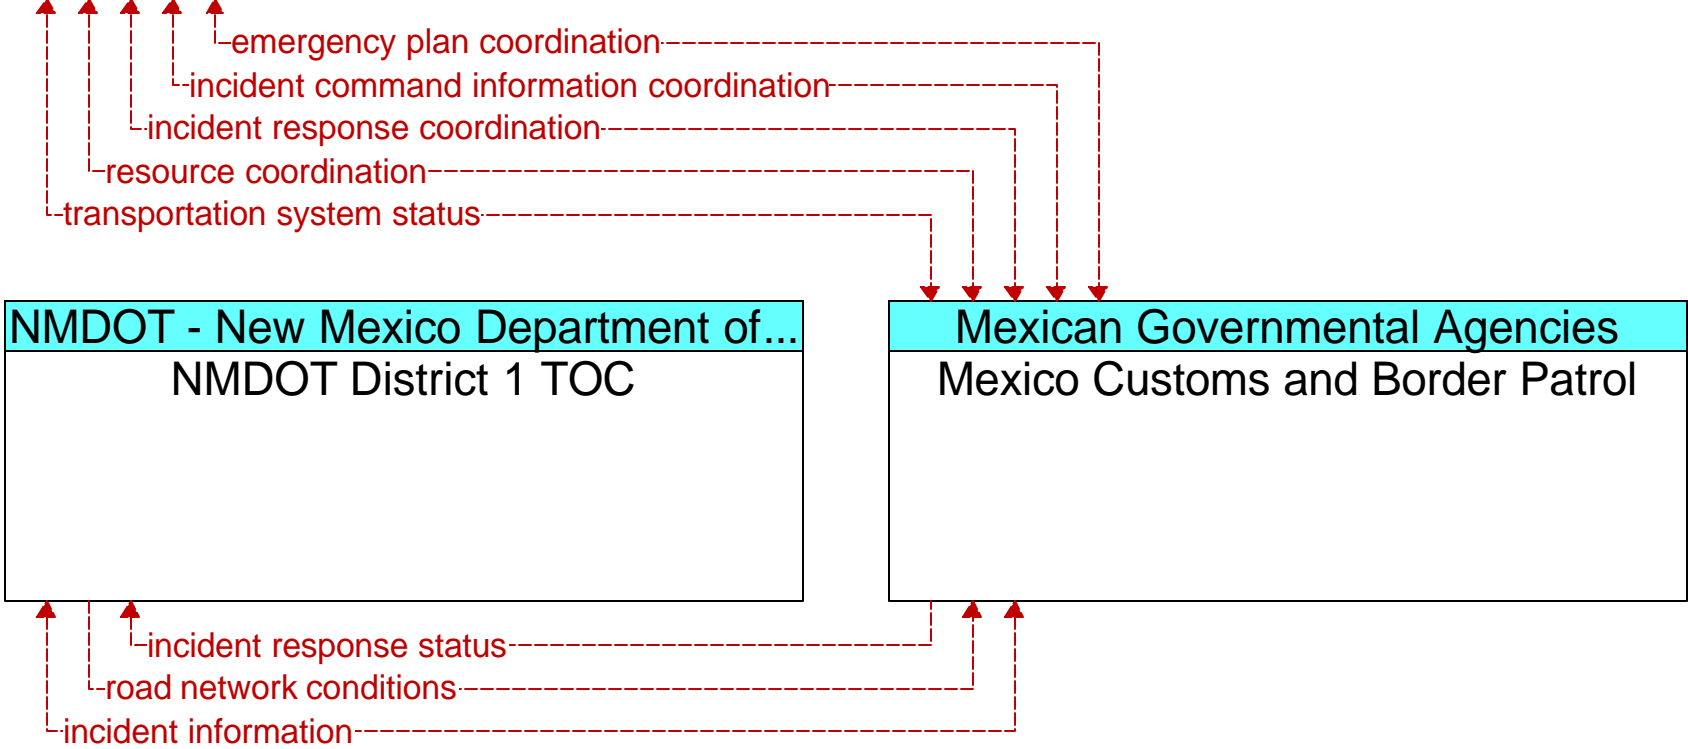 emergency plan coordination
incident command information coordination
incident response coordination
resource coordination
transportation system status
NMDOT - New Mexico Department of...
NMDOT District 1 TOC
Mexican Governmental Agencies
Mexico Customs and Border Patrol
incident response status
road network conditions
incident information